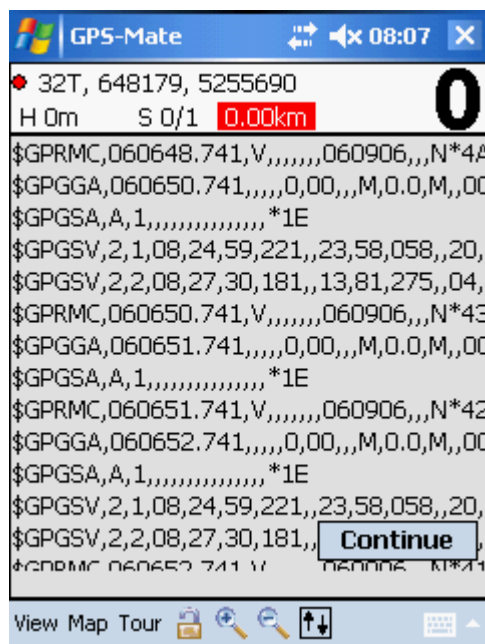 GPS-Mate 08:07
32T, 648179, 5255690
0
H 0m S 0/1 0.00km
$GPRMC,060648.741,V,,,,,,,060906,,,N*4A
$GPGGA,060650.741,,,,,0,00,,,M,0.0,M,,00
$GPGSA,A,1,,,,,,,,,,,,,,,*1E
$GPGSV,2,1,08,24,59,221,,23,58,058,,20,
$GPGSV,2,2,08,27,30,181,,13,81,275,,04,
$GPRMC,060650.741,V,,,,,,,060906,,,N*43
$GPGGA,060651.741,,,,,0,00,,,M,0.0,M,,00
$GPGSA,A,1,,,,,,,,,,,,,,,*1E
$GPRMC,060651.741,V,,,,,,,060906,,,N*42
$GPGGA,060652.741,,,,,0,00,,,M,0.0,M,,00
$GPGSA,A,1,,,,,,,,,,,,,,,*1E
$GPGSV,2,1,08,24,59,221,,23,58,058,,20,
$GPGSV,2,2,08,27,30,181,,
Continue
$GPRMC,060652.741,V 060906 N*41
View Map Tour